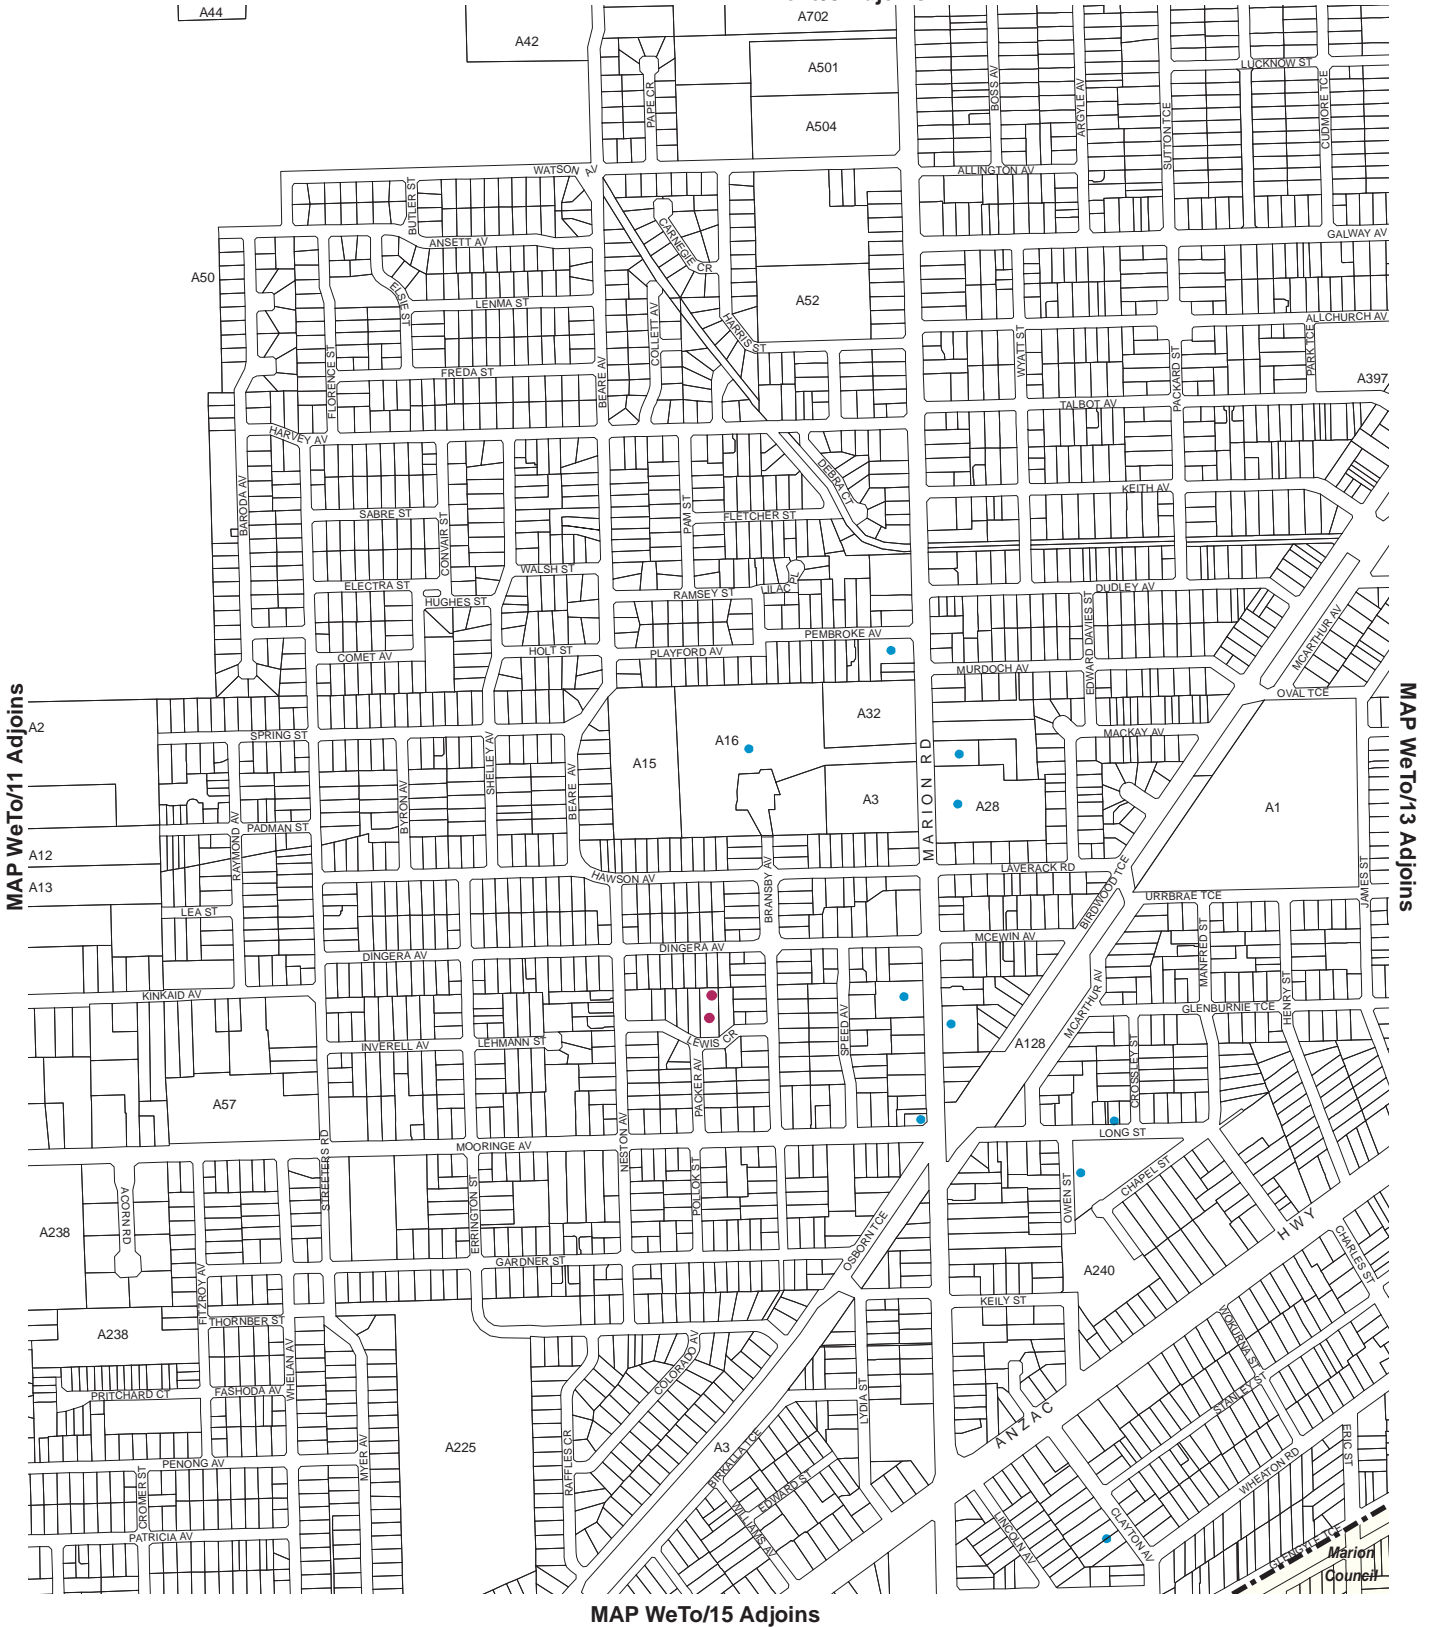 A44
A42
A702
A501
A504
PAPE CR
BOSS AV
ARGYLE AV
SUTTON TCE
LUCKNOW ST
CUDMORE TCE
WATSON AV
ALLINGTON AV
BUTLER ST
ANSETT AV
CARNEGIE CR
GALWAY AV
A50
ELSIE ST
LENMA ST
COLLETT AV
HARRIS ST
A52
ALLCHURCH AV
FLORENCE ST
FREDA ST
BEARE AV
WYATT ST
PACKARD ST
PARK TCE
A397
TALBOT AV
HARVEY AV
DEBRA CT
KEITH AV
BARODA AV
SABRE ST
CONVAIR ST
PAM ST
FLETCHER ST
ELECTRA ST
HUGHES ST
WALSH ST
RAMSEY ST
LILAC PL
DUDLEY AV
EDWARD DAVIES ST
MCARTHUR AV
PEMBROKE AV
COMET AV
HOLT ST
PLAYFORD AV
MURDOCH AV
OVAL TCE
MAP WeTo/11 Adjoins
MAP WeTo/13 Adjoins
A2
SPRING ST
SHELLEY AV
BEARE AV
A15
A16
A32
MARION RD
MACKAY AV
A3
A28
A1
BYRON AV
RAYMOND AV
PADMAN ST
A12
A13
HAWSON AV
BRANSBY AV
LAVERACK RD
BIRDWOOD TCE
URRBRAE TCE
JAMES ST
LEA ST
DINGERA AV
DINGERA AV
MCEWIN AV
MANFRED ST
KINKAID AV
MCARTHUR AV
GLENBURNIE TCE
HENRY ST
SPEED AV
INVERELL AV
LEHMANN ST
EWIS CR
A128
CROSSLEY ST
PACKER AV
A57
NESTON AV
MOORINGE AV
LONG ST
STREETERS RD
ERRINGTON ST
POLLOK ST
OWEN ST
CHAPEL ST
ACORN RD
A238
OSBORN TCE
HWY
CHARLES ST
GARDNER ST
A240
FITZROY AV
KEILY ST
A238
THORNBER ST
WHELAN AV
COLORADO AV
WOKURNA ST
STANLEY ST
PRITCHARD CT
FASHODA AV
LYDIA ST
ANZAC
MYER AV
A225
RAFFLES CR
A3
BIRKALLA TCE
ERIC ST
PENONG AV
CROMER ST
EDWARD ST
WHEATON RD
WILLIAMS AV
LINCOLN AV
CLAYTON AV
PATRICIA AV
GLENGYLE TCE
Marion
Council
MAP WeTo/15 Adjoins